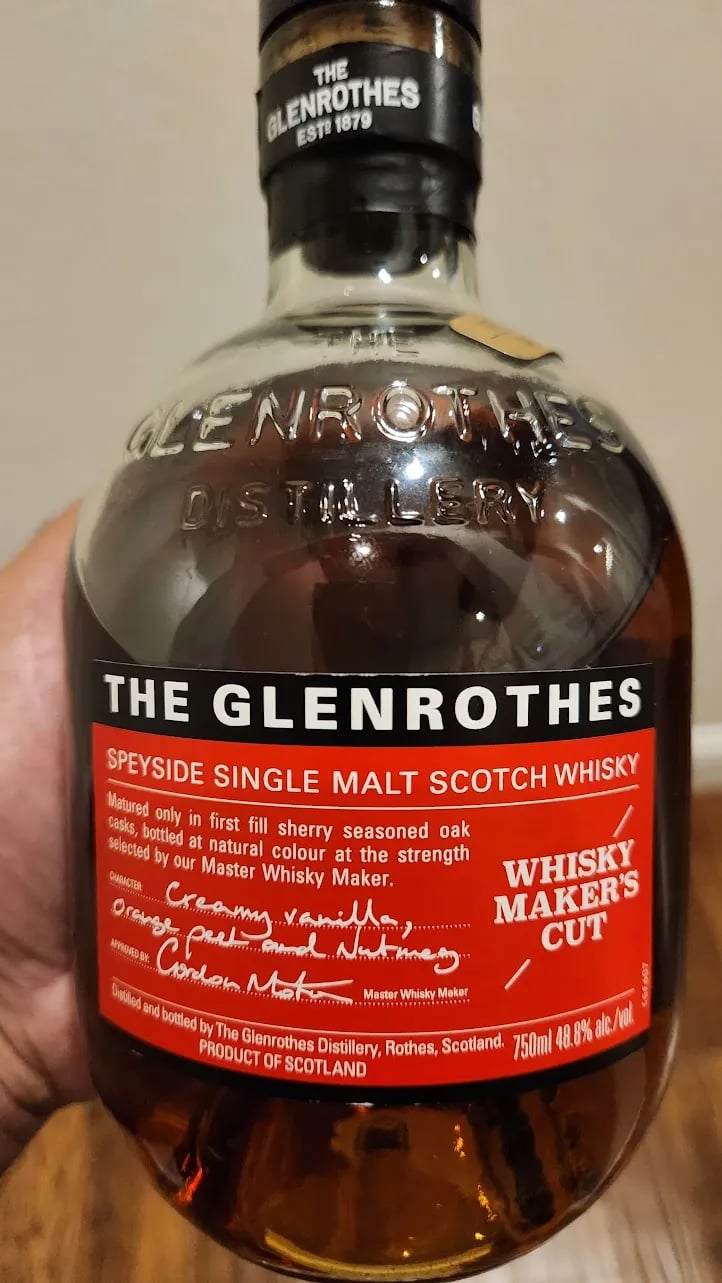 THE
GLENROTHES
ESTD 1879
THE
GLENROTHES
DISTILLERY
THE GLENROTHES
SPEYSIDE SINGLE MALT SCOTCH WHISKY
Matured only in first fill sherry seasoned oak
casks, bottled at natural colour at the strength
selected by our Master Whisky Maker.
CHARACTER: Creamy vanilla,
orange peel and Nutmeg
APPROVED BY: Gordon Motion
Master Whisky Maker
WHISKY
MAKER'S
CUT
Distilled and bottled by The Glenrothes Distillery, Rothes, Scotland.
PRODUCT OF SCOTLAND
750ml 48.8% alc./vol.